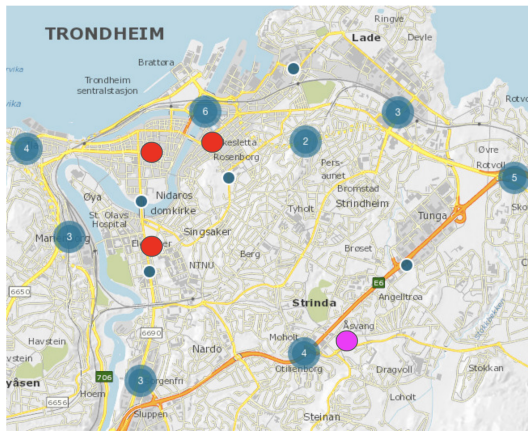 Ringve
TRONDHEIM
Lade
Devle
Brattøra
Trondheim
sentralstasjon
Rotvo
6
3
4
2
Rosenborg
Øvre
Rotvoll
5
Pers-
aunet
Bromstad
Strindheim
Øya
Nidaros
domkirke
St. Olavs
Hospital
Tyholt
Tunga
Singsaker
3
NTNU
Berg
Brøset
6650
E6
Angelltrøa
Strinda
Åsvang
6690
Moholt
Havstein
Nardo
4
Othilienborg
Dragvoll
Stokkan
706
3
Hoem
Loholt
6656
Sluppen
Steinan